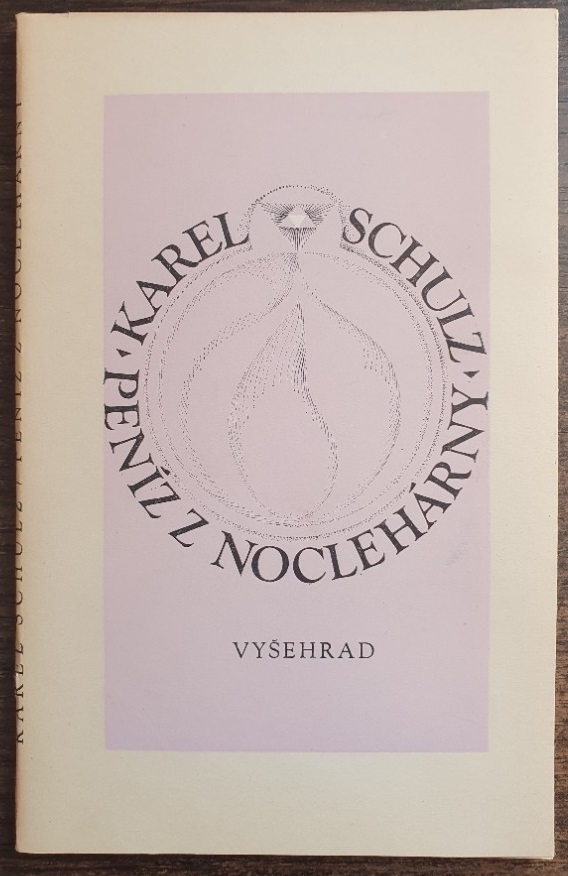 KAREL SCHULZ
PENÍZ Z NOCLEHÁRNY
VYŠEHRAD
KAREL SCHULZ / PENÍZ Z NOCLEHÁRNY